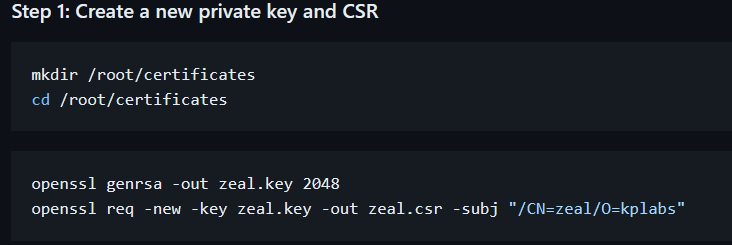 Step 1: Create a new private key and CSR
mkdir /root/certificates
cd /root/certificates
openssl genrsa -out zeal.key 2048
openssl req -new -key zeal.key -out zeal.csr -subj "/CN=zeal/O=kplabs"